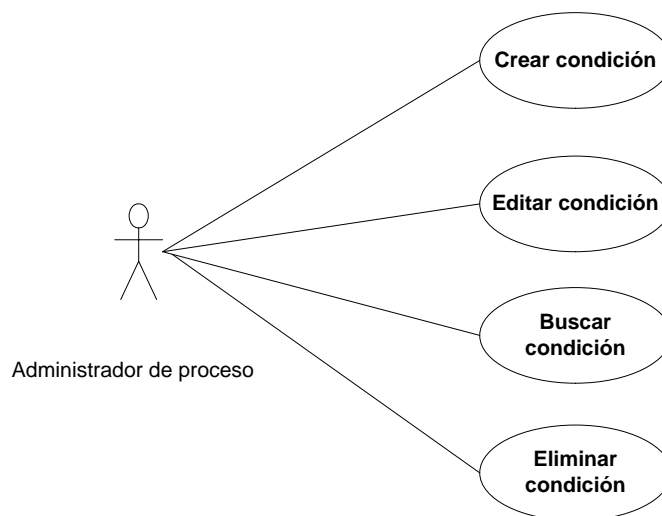 Crear condición
Editar condición
Buscar
condición
Administrador de proceso
Eliminar
condición